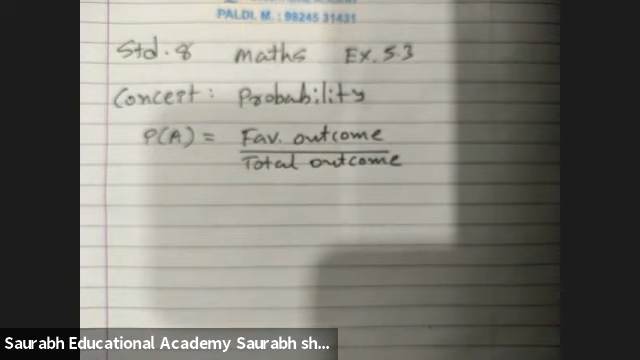 PALDI. M. : 98245 31431
Std. 8 Maths Ex. 5.3
Concept : Probability
P(A) = Fav. outcome
Total outcome
Saurabh Educational Academy Saurabh sh...